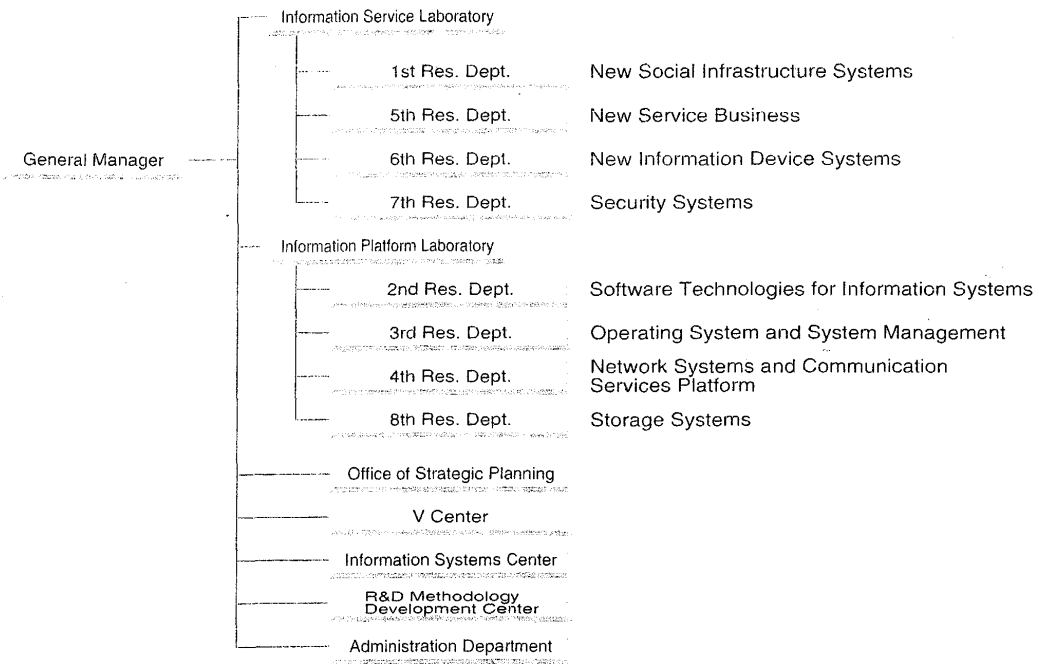 Information Service Laboratory
1st Res. Dept. New Social Infrastructure Systems
5th Res. Dept. New Service Business
General Manager
6th Res. Dept. New Information Device Systems
7th Res. Dept. Security Systems
Information Platform Laboratory
2nd Res. Dept. Software Technologies for Information Systems
3rd Res. Dept. Operating System and System Management
4th Res. Dept. Network Systems and Communication
Services Platform
8th Res. Dept. Storage Systems
Office of Strategic Planning
V Center
Information Systems Center
R&D Methodology
Development Center
Administration Department